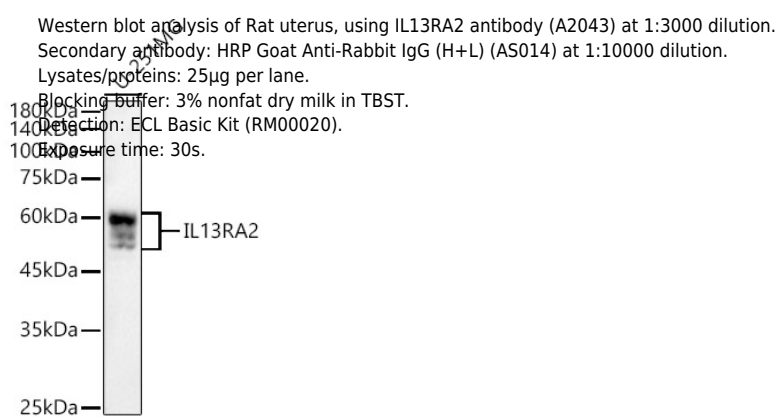 Western blot analysis of Rat uterus, using IL13RA2 antibody (A2043) at 1:3000 dilution.
Secondary antibody: HRP Goat Anti-Rabbit IgG (H+L) (AS014) at 1:10000 dilution.
Lysates/proteins: 25μg per lane.
Blocking buffer: 3% nonfat dry milk in TBST.
Detection: ECL Basic Kit (RM00020).
Exposure time: 30s.
U-251MG
180kDa
140kDa
100kDa
75kDa
60kDa
IL13RA2
45kDa
35kDa
25kDa